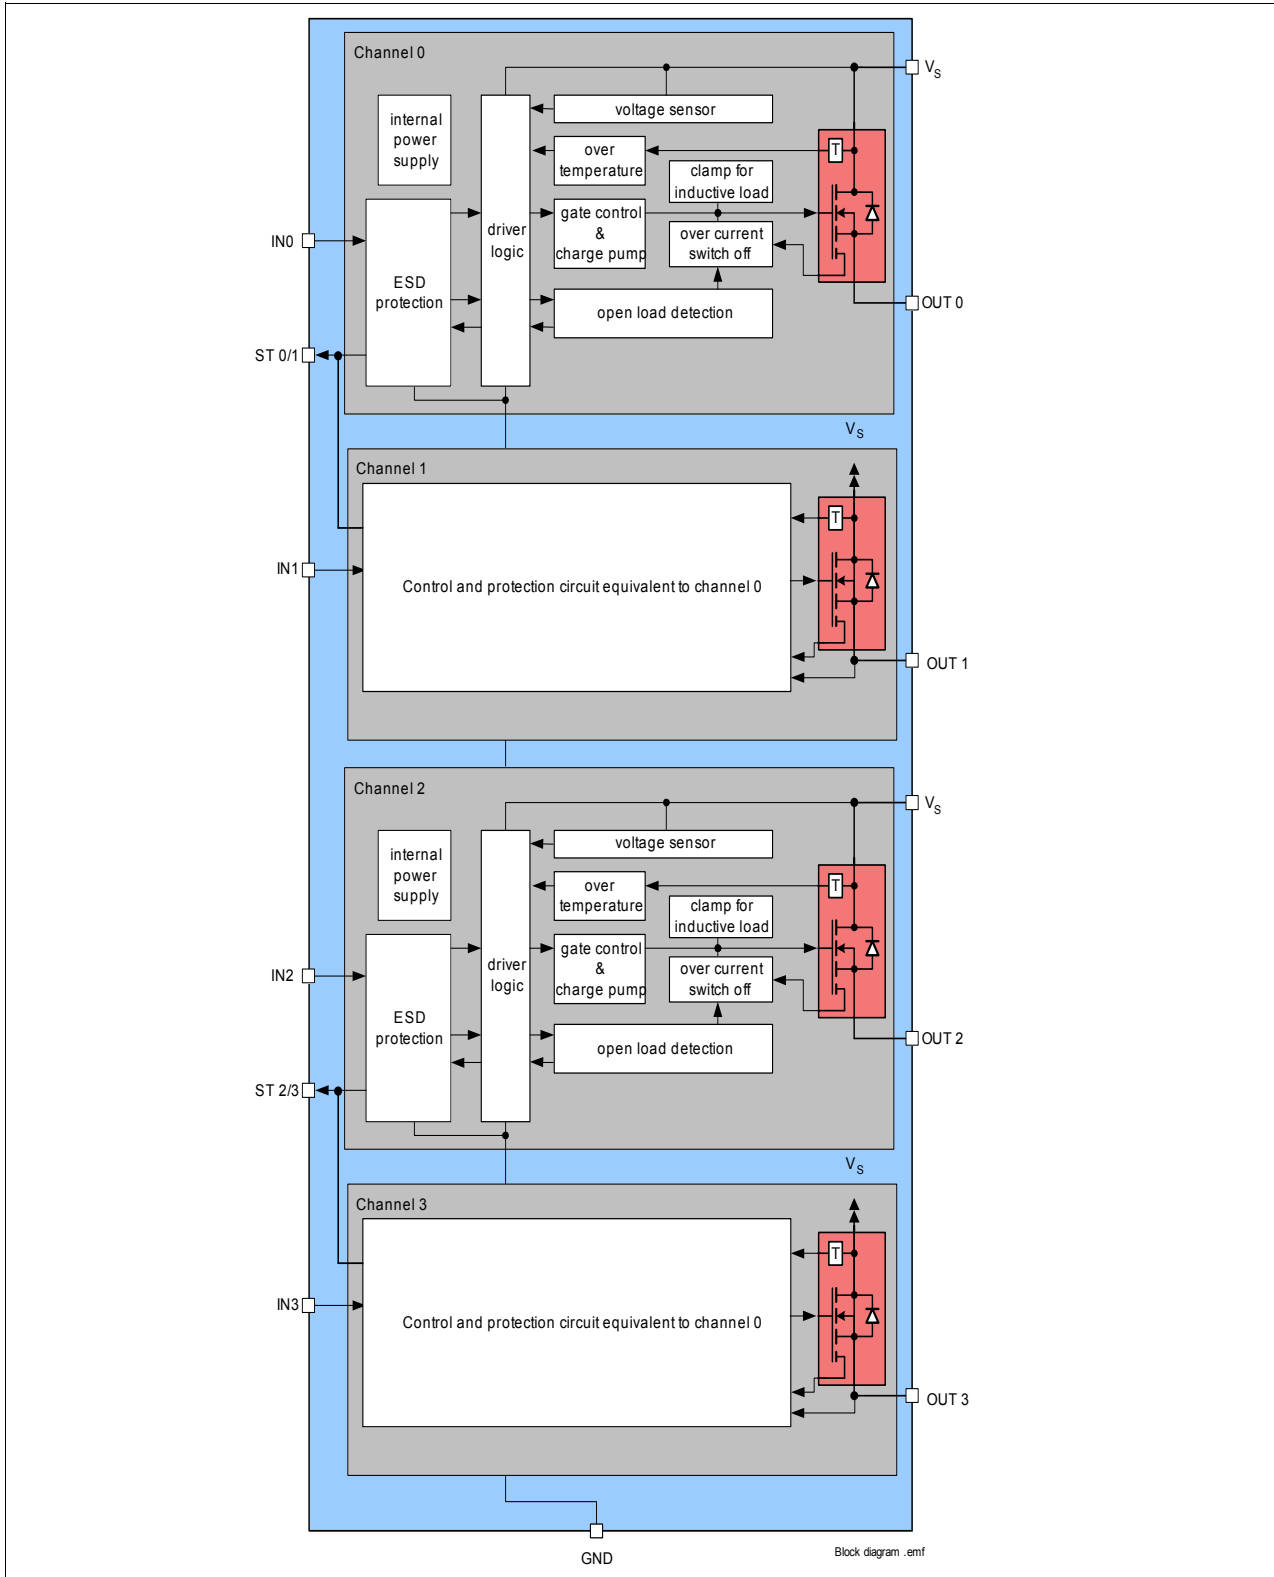 Channel 0
V_S
internal
power
supply
voltage sensor
over
temperature
T
clamp for
inductive load
gate control
&
charge pump
driver
logic
over current
switch off
IN0
ESD
protection
open load detection
OUT 0
ST 0/1
V_S
Channel 1
T
IN1
Control and protection circuit equivalent to channel 0
OUT 1
Channel 2
V_S
internal
power
supply
voltage sensor
over
temperature
T
clamp for
inductive load
gate control
&
charge pump
driver
logic
over current
switch off
IN2
ESD
protection
open load detection
OUT 2
ST 2/3
V_S
Channel 3
T
IN3
Control and protection circuit equivalent to channel 0
OUT 3
GND
Block diagram .emf